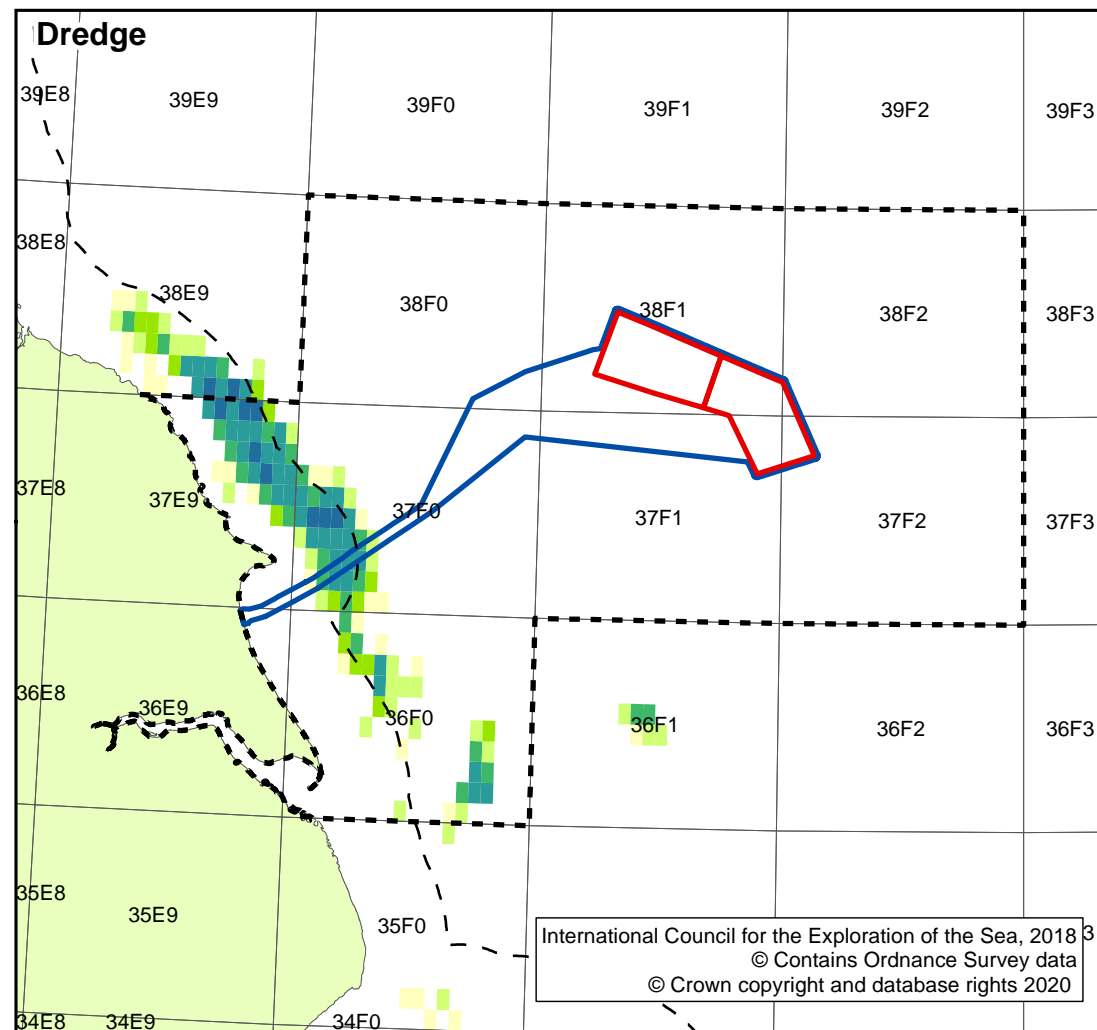 Dredge
39E8
39E9
39F0
39F1
39F2
39F3
38E8
38E9
38F0
38F1
38F2
38F3
37E8
37E9
37F0
37F1
37F2
37F3
36E8
36E9
36F0
36F1
36F2
36F3
35E8
35E9
35F0
3
International Council for the Exploration of the Sea, 2018
© Contains Ordnance Survey data
© Crown copyright and database rights 2020
34E8
34E9
34F0